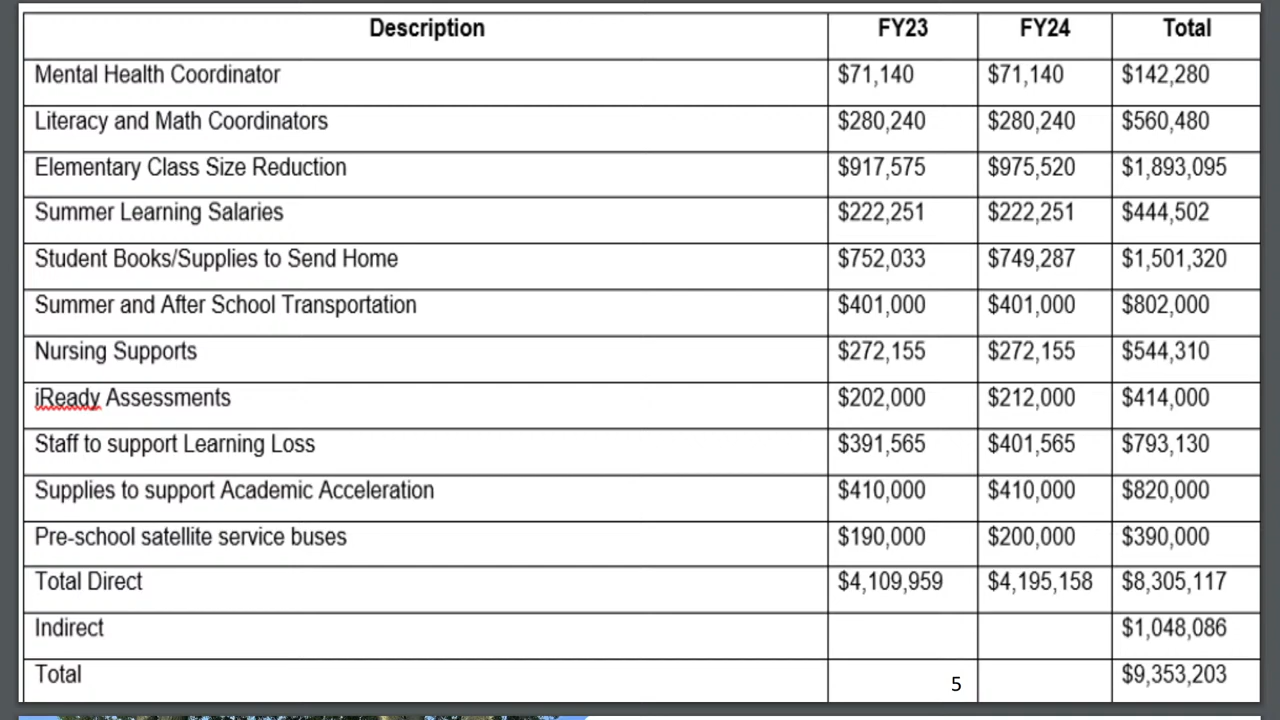 Description FY23 FY24 Total
Mental Health Coordinator $71,140 $71,140 $142,280
Literacy and Math Coordinators $280,240 $280,240 $560,480
Elementary Class Size Reduction $917,575 $975,520 $1,893,095
Summer Learning Salaries $222,251 $222,251 $444,502
Student Books/Supplies to Send Home $752,033 $749,287 $1,501,320
Summer and After School Transportation $401,000 $401,000 $802,000
Nursing Supports $272,155 $272,155 $544,310
iReady Assessments $202,000 $212,000 $414,000
Staff to support Learning Loss $391,565 $401,565 $793,130
Supplies to support Academic Acceleration $410,000 $410,000 $820,000
Pre-school satellite service buses $190,000 $200,000 $390,000
Total Direct $4,109,959 $4,195,158 $8,305,117
Indirect $1,048,086
Total 5 $9,353,203